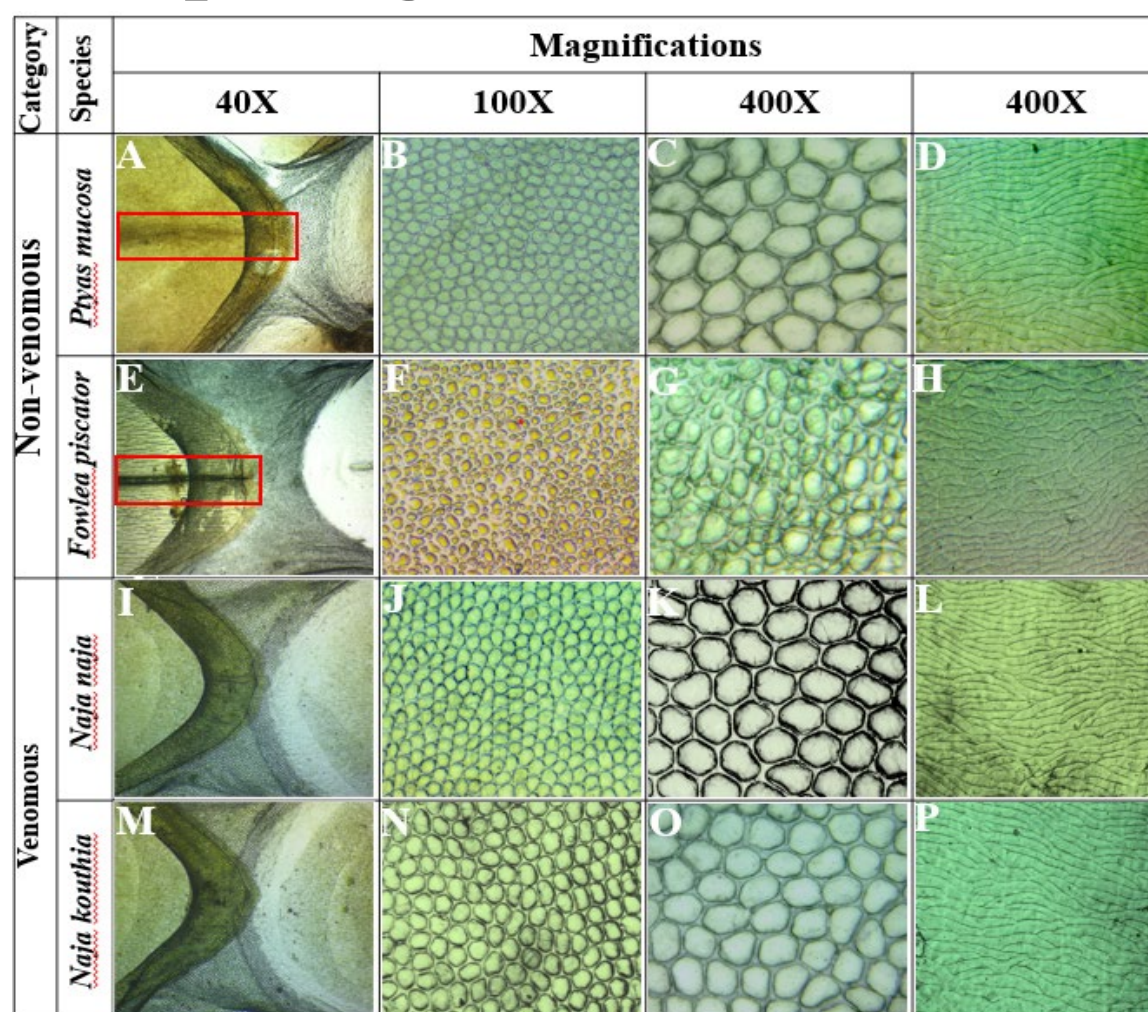 Category
Species
Magnifications
40X
100X
400X
400X
Non-venomous
Ptyas mucosa
A
B
C
D
Fowlea piscator
E
F
G
H
Venomous
Naja naja
I
J
K
L
Naja kouthia
M
N
O
P